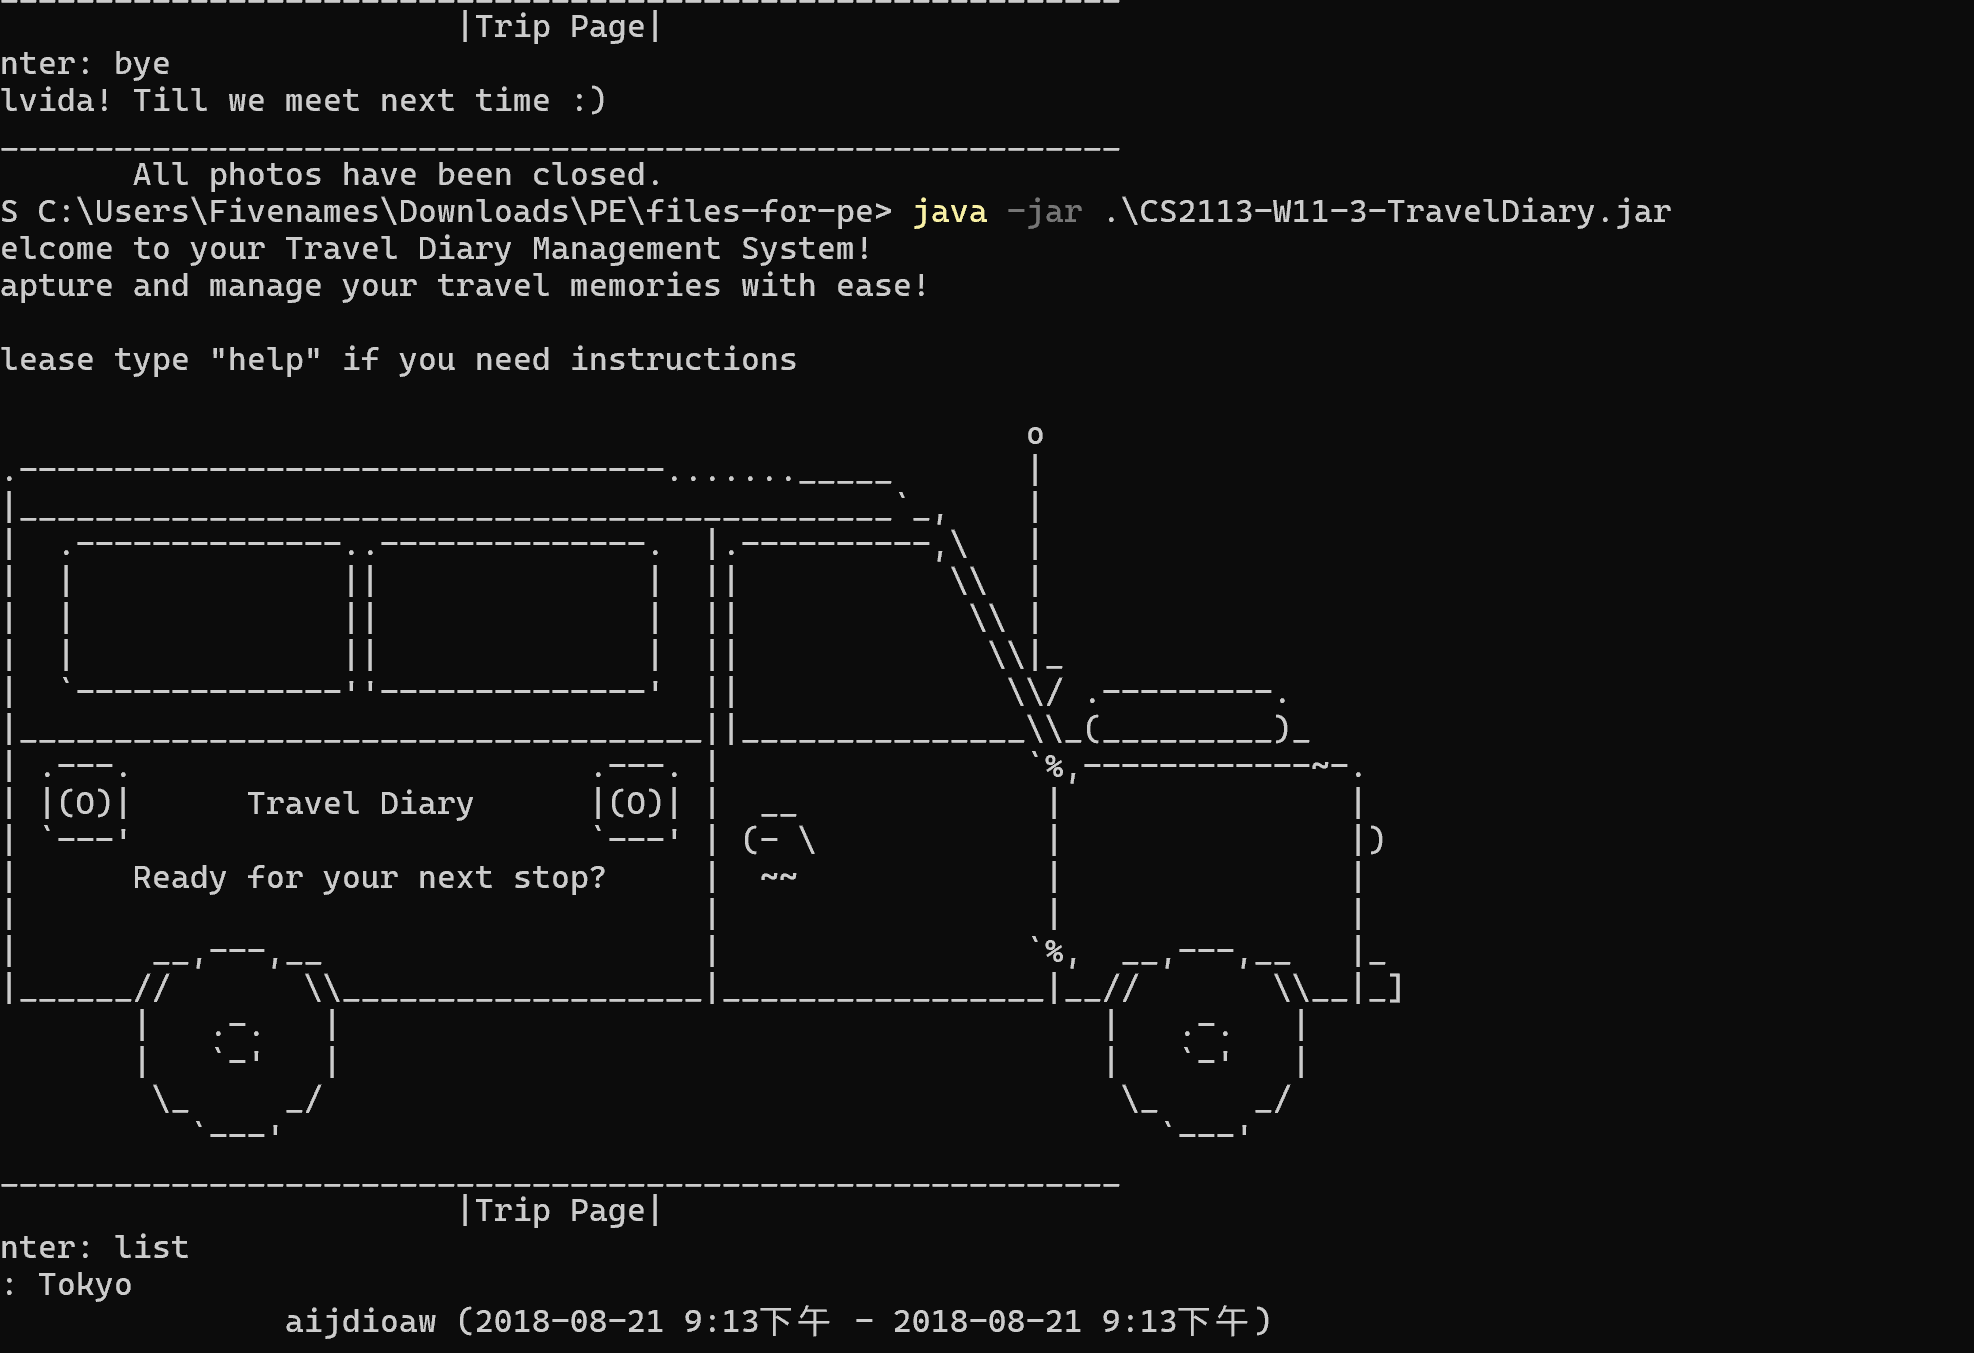 |Trip Page|
nter: bye
lvida! Till we meet next time :)
All photos have been closed.
S C:\Users\Fivenames\Downloads\PE\files-for-pe> java -jar .\CS2113-W11-3-TravelDiary.jar
elcome to your Travel Diary Management System!
apture and manage your travel memories with ease!
lease type "help" if you need instructions
Travel Diary
Ready for your next stop?
|Trip Page|
nter: list
: Tokyo
aijdioaw (2018-08-21 9:13下午 - 2018-08-21 9:13下午)